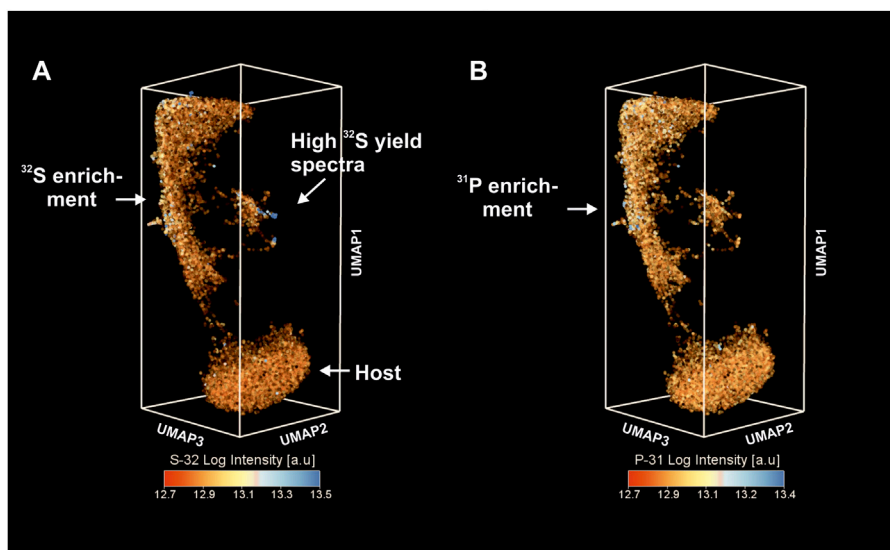 A
B
High ³²S yield
spectra
³²S enrich-
ment
³¹P enrich-
ment
UMAP1
UMAP1
Host
UMAP3
UMAP2
UMAP3
UMAP2
S-32 Log Intensity [a.u]
12.7 12.9 13.1 13.3 13.5
P-31 Log Intensity [a.u]
12.7 12.9 13.1 13.2 13.4